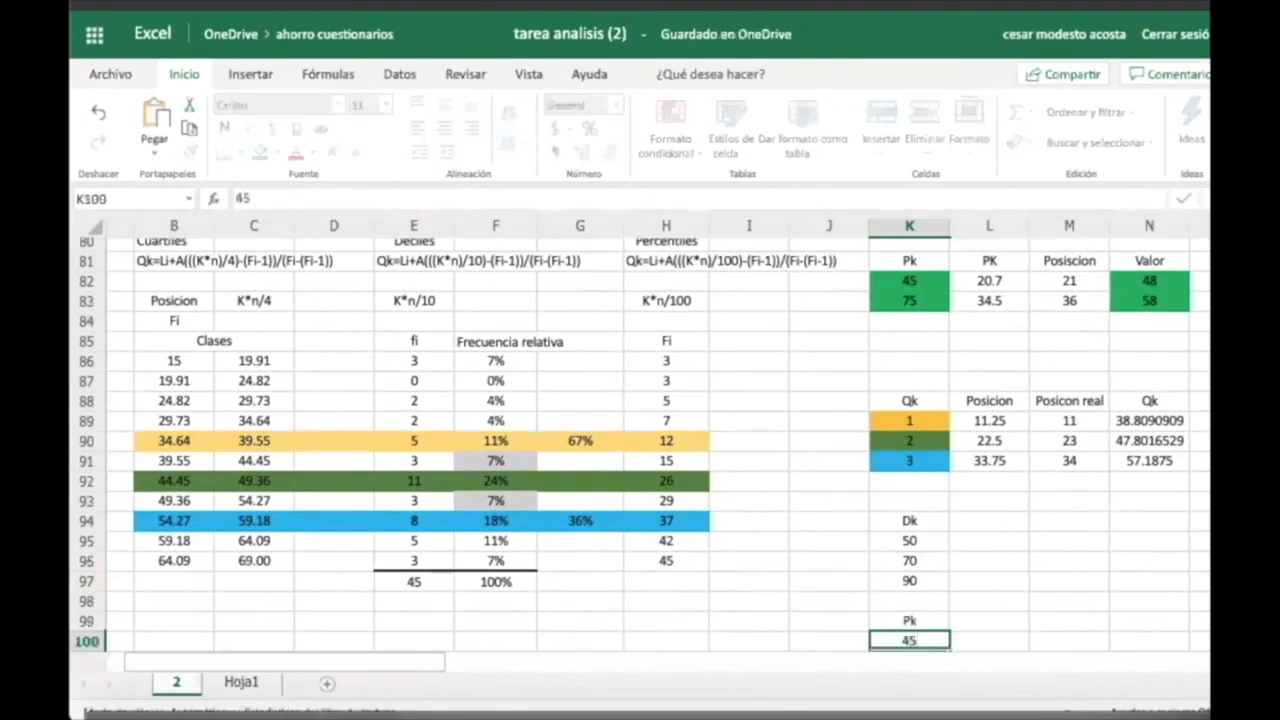 Excel OneDrive > ahorro cuestionarios tarea analisis (2) - Guardado en OneDrive cesar modesto acosta Cerrar sesió
Archivo Inicio Insertar Fórmulas Datos Revisar Vista Ayuda ¿Qué desea hacer? Compartir Comentario
Calibri 11 General Ordenar y filtrar
Pegar N $ % Formato condicional Estilos de celda Dar formato como tabla Insertar Eliminar Formato Buscar y seleccionar Ideas
Deshacer Portapapeles Fuente Alineación Número Tablas Celdas Edición Ideas
K100 fx 45
B C D E F G H I J K L M N
80 Cuartiles Deciles Percentiles
81 Qk=Li+A(((K*n)/4)-(Fi-1))/(Fi-(Fi-1)) Qk=Li+A(((K*n)/10)-(Fi-1))/(Fi-(Fi-1)) Qk=Li+A(((K*n)/100)-(Fi-1))/(Fi-(Fi-1)) Pk PK Posiscion Valor
82 45 20.7 21 48
83 Posicion K*n/4 K*n/10 K*n/100 75 34.5 36 58
84 Fi
85 Clases fi Frecuencia relativa Fi
86 15 19.91 3 7% 3
87 19.91 24.82 0 0% 3
88 24.82 29.73 2 4% 5 Qk Posicion Posicon real Qk
89 29.73 34.64 2 4% 7 1 11.25 11 38.8090909
90 34.64 39.55 5 11% 67% 12 2 22.5 23 47.8016529
91 39.55 44.45 3 7% 15 3 33.75 34 57.1875
92 44.45 49.36 11 24% 26
93 49.36 54.27 3 7% 29
94 54.27 59.18 8 18% 36% 37 Dk
95 59.18 64.09 5 11% 42 50
96 64.09 69.00 3 7% 45 70
97 45 100% 90
98
99 Pk
100 45
2 Hoja1